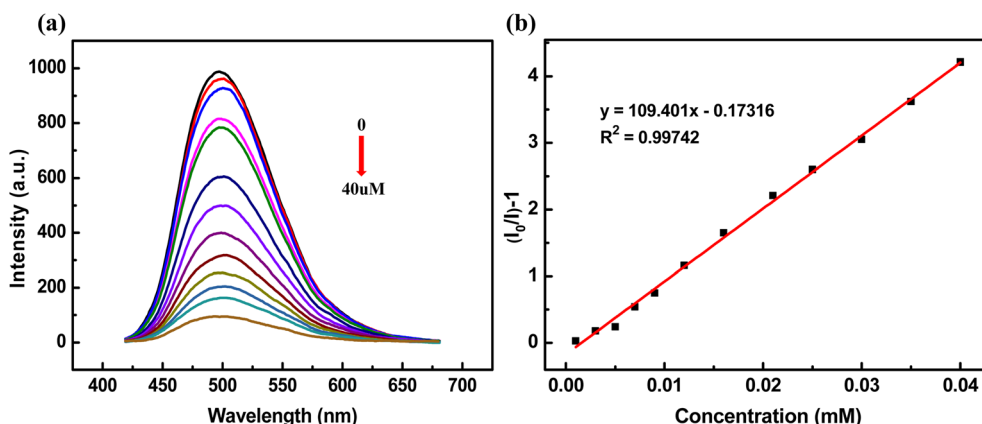 (a)
1000
800
600
400
200
0
Intensity (a.u.)
0
40uM
400 450 500 550 600 650 700
Wavelength (nm)
(b)
4
3
2
1
0
(I₀/I)-1
y = 109.401x - 0.17316
R² = 0.99742
0.00 0.01 0.02 0.03 0.04
Concentration (mM)